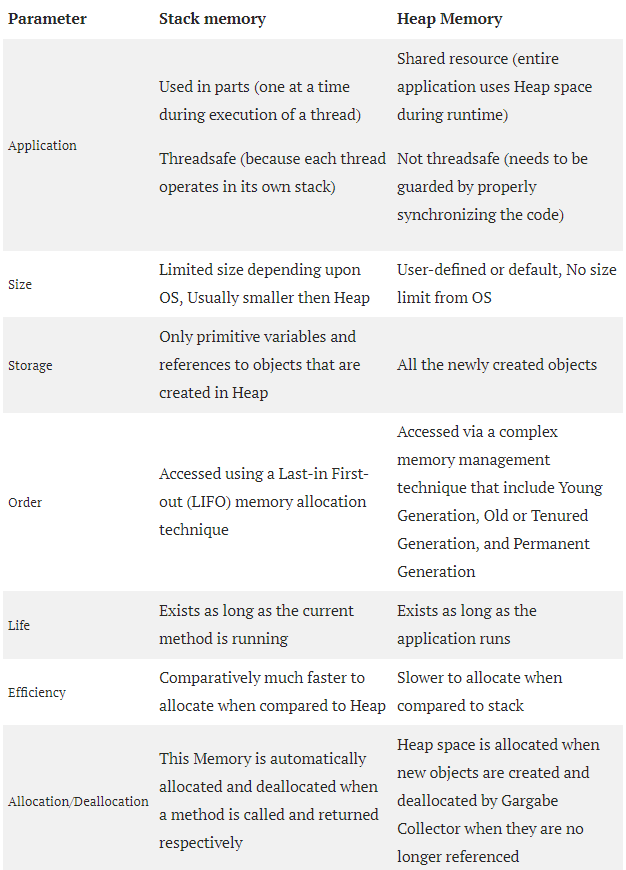 Parameter
Stack memory
Heap Memory
Application
Used in parts (one at a time
during execution of a thread)
Threadsafe (because each thread
operates in its own stack)
Shared resource (entire
application uses Heap space
during runtime)
Not threadsafe (needs to be
guarded by properly
synchronizing the code)
Size
Limited size depending upon
OS, Usually smaller then Heap
User-defined or default, No size
limit from OS
Storage
Only primitive variables and
references to objects that are
created in Heap
All the newly created objects
Order
Accessed using a Last-in First-
out (LIFO) memory allocation
technique
Accessed via a complex
memory management
technique that include Young
Generation, Old or Tenured
Generation, and Permanent
Generation
Life
Exists as long as the current
method is running
Exists as long as the
application runs
Efficiency
Comparatively much faster to
allocate when compared to Heap
Slower to allocate when
compared to stack
Allocation/Deallocation
This Memory is automatically
allocated and deallocated when
a method is called and returned
respectively
Heap space is allocated when
new objects are created and
deallocated by Gargabe
Collector when they are no
longer referenced